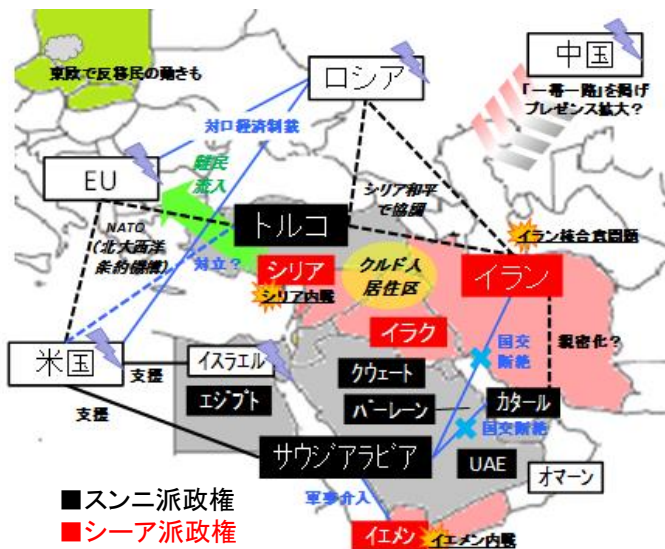 東欧で反移民の動きも
ロシア
中国
「一帯一路」を掲げ
プレゼンス拡大?
対ロ経済制裁
難民
流入
EU
シリア和平
で協調
トルコ
NATO
(北大西洋
条約機構)
対立?
シリア
シリア内戦
クルド人
居住区
イラン核合意問題
イラン
イラク
国交
断絶
親密化?
米国
支援
イスラエル
クウェート
エジプト
支援
バーレーン
カタール
国交断絶
サウジアラビア
UAE
オマーン
■スンニ派政権
軍事介入
■シーア派政権
イエメン
イエメン内戦